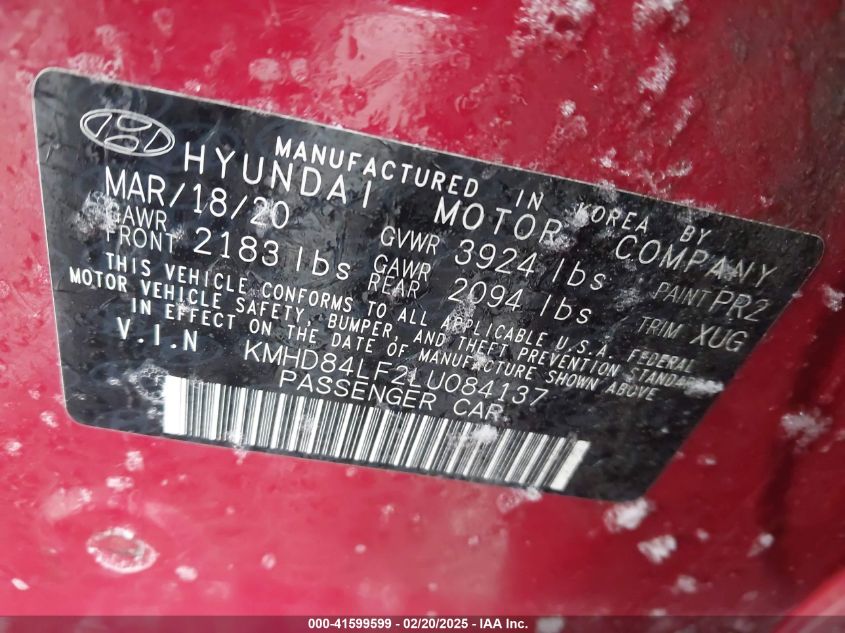 MANUFACTURED IN KOREA BY
HYUNDAI MOTOR COMPANY
MAR/18/20
GAWR FRONT 2183 lbs GVWR 3924 lbs PAINT PR2
GAWR REAR 2094 lbs TRIM XUG
THIS VEHICLE CONFORMS TO ALL APPLICABLE U.S.A. FEDERAL
MOTOR VEHICLE SAFETY, BUMPER, AND THEFT PREVENTION STANDARDS
IN EFFECT ON THE DATE OF MANUFACTURE SHOWN ABOVE
V.I.N KMHD84LF2LU084137
PASSENGER CAR
000-41599599 / 02/20/2025 - IAA Inc.